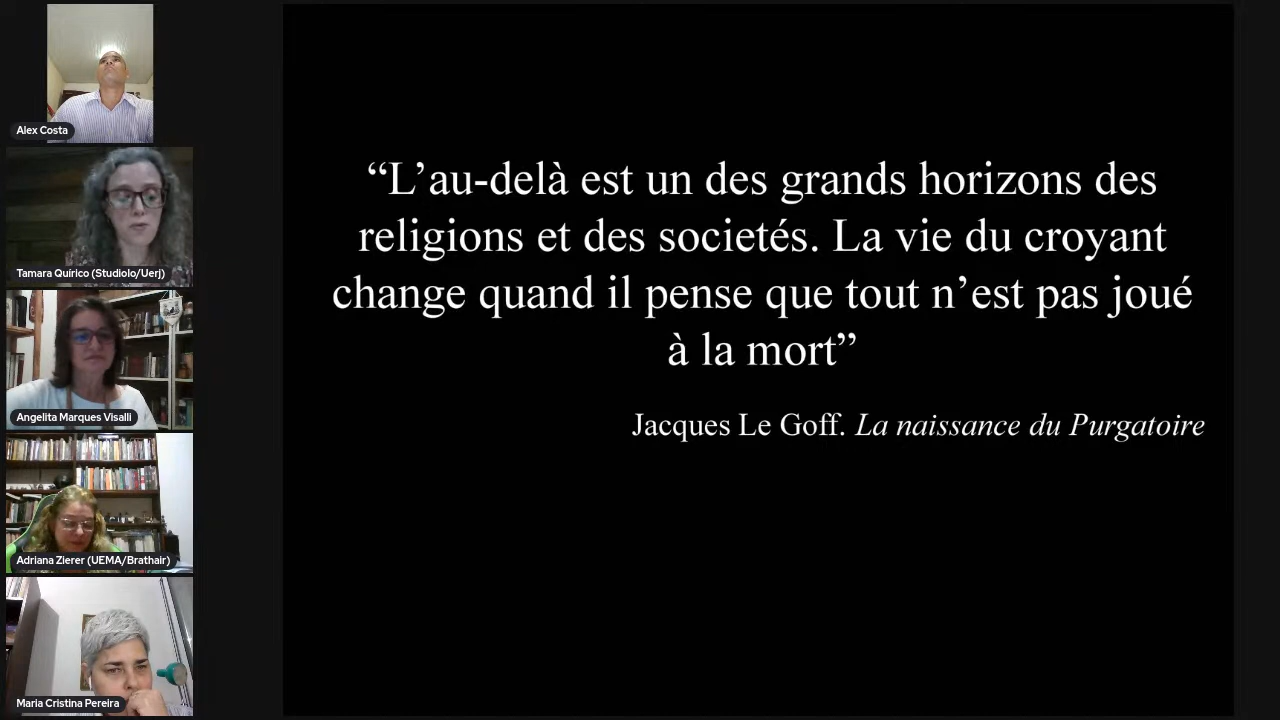 Alex Costa
Tamara Quírico (Studiolo/Uerj)
Angelita Marques Visalli
Adriana Zierer (UEMA/Brathair)
Maria Cristina Pereira
“L’au-delà est un des grands horizons des
religions et des societés. La vie du croyant
change quand il pense que tout n’est pas joué
à la mort”
Jacques Le Goff. La naissance du Purgatoire